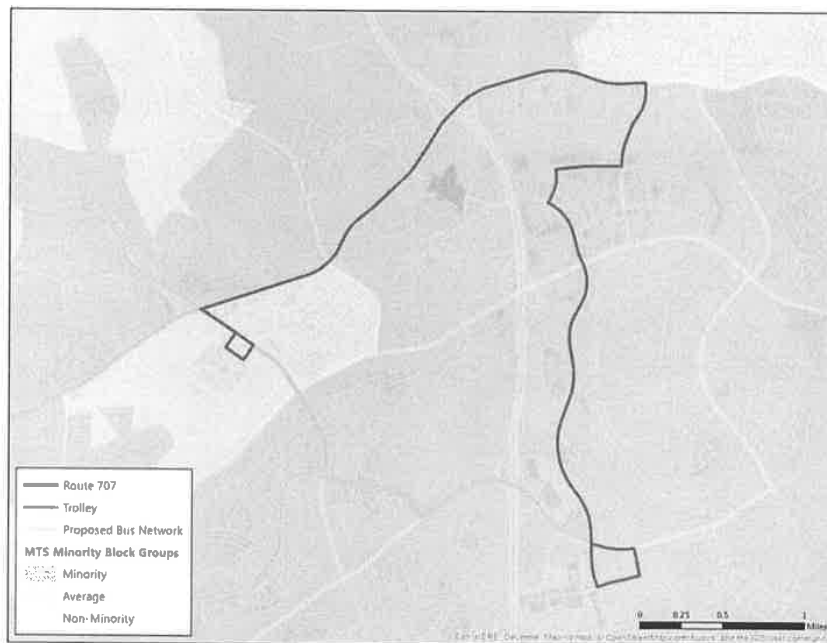 Route 707
Trolley
Proposed Bus Network
MTS Minority Block Groups
Minority
Average
Non-Minority
0 0.25 0.5 1
Miles